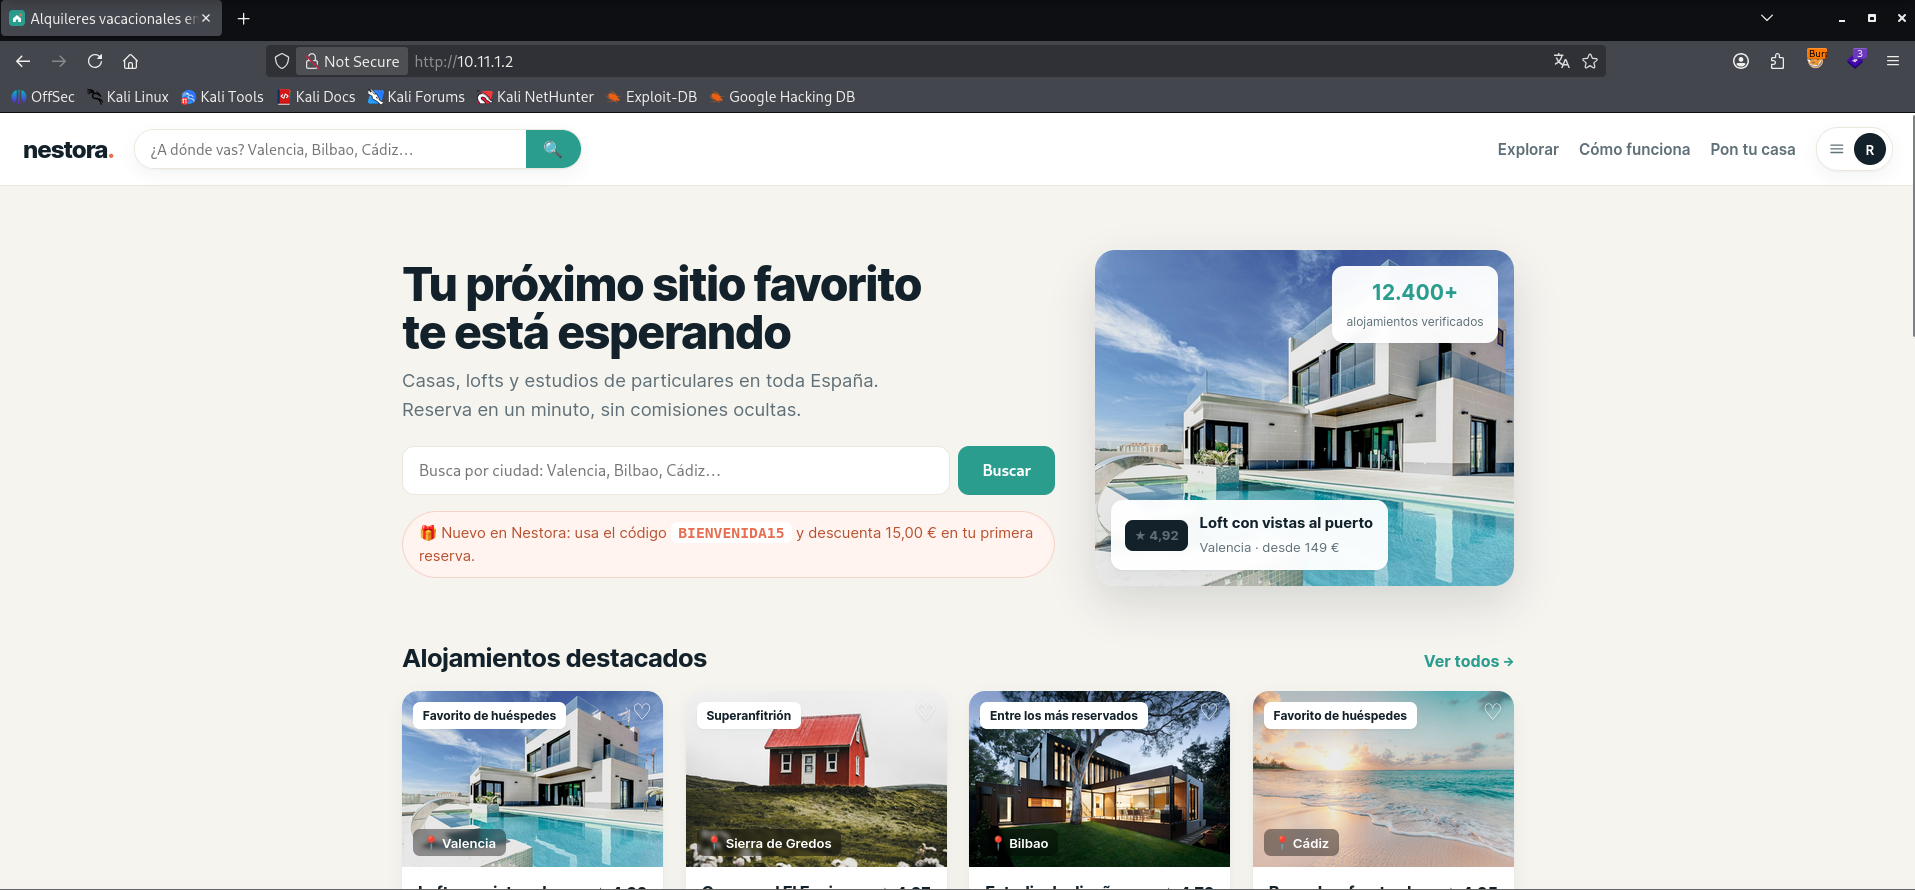 Alquileres vacacionales en
Not Secure
http://10.11.1.2
Burp
3
OffSec
Kali Linux
Kali Tools
Kali Docs
Kali Forums
Kali NetHunter
Exploit-DB
Google Hacking DB
nestora.
¿A dónde vas? Valencia, Bilbao, Cádiz...
Explorar
Cómo funciona
Pon tu casa
R
Tu próximo sitio favorito
te está esperando
Casas, lofts y estudios de particulares en toda España.
Reserva en un minuto, sin comisiones ocultas.
Busca por ciudad: Valencia, Bilbao, Cádiz...
Buscar
🎁 Nuevo en Nestora: usa el código BIENVENIDA15 y descuenta 15,00 € en tu primera
reserva.
12.400+
alojamientos verificados
★ 4,92
Loft con vistas al puerto
Valencia · desde 149 €
Alojamientos destacados
Ver todos →
Favorito de huéspedes
Valencia
Superanfitrión
Sierra de Gredos
Entre los más reservados
Bilbao
Favorito de huéspedes
Cádiz